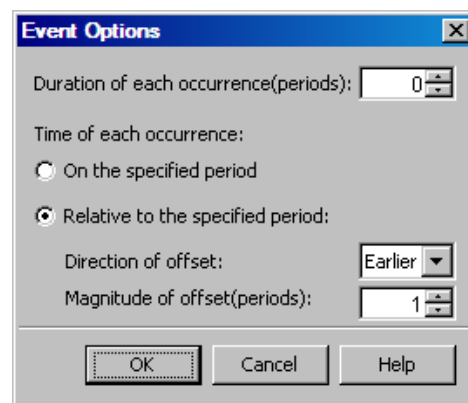 Event Options
Duration of each occurrence(periods): 0
Time of each occurrence:
On the specified period
Relative to the specified period:
Direction of offset: Earlier
Magnitude of offset(periods): 1
OK Cancel Help